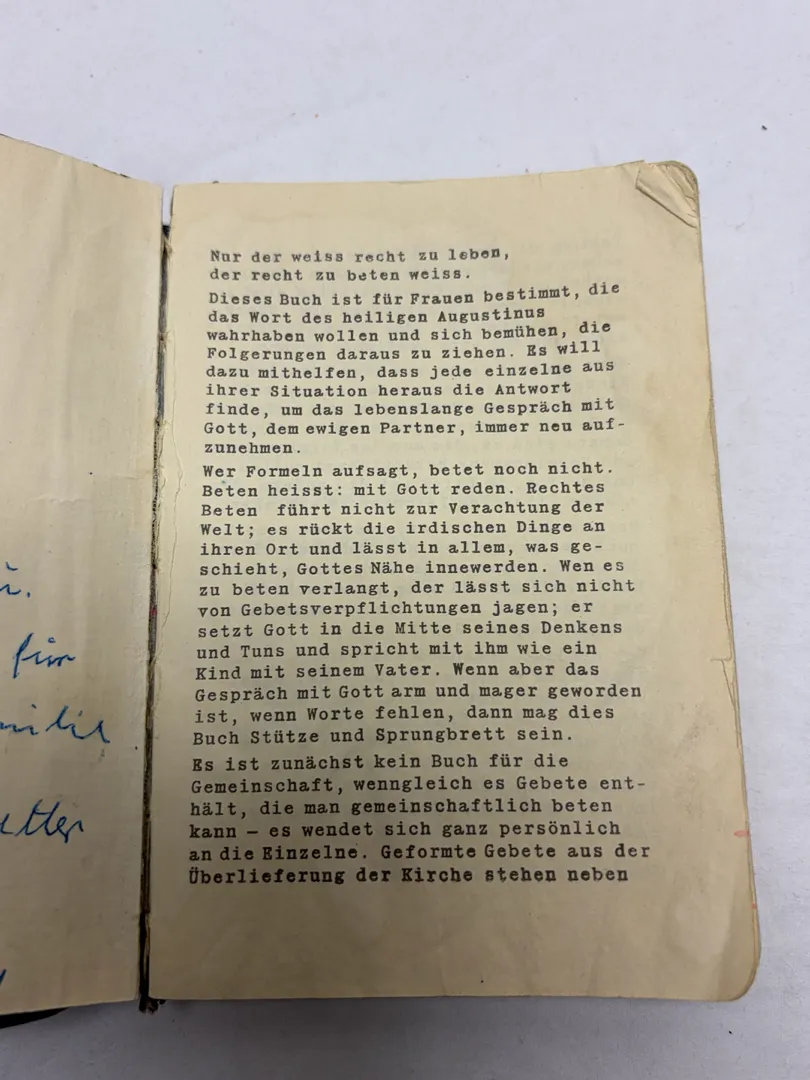 für
Nur der weiss recht zu leben,
der recht zu beten weiss.
Dieses Buch ist für Frauen bestimmt, die
das Wort des heiligen Augustinus
wahrhaben wollen und sich bemühen, die
Folgerungen daraus zu ziehen. Es will
dazu mithelfen, dass jede einzelne aus
ihrer Situation heraus die Antwort
finde, um das lebenslange Gespräch mit
Gott, dem ewigen Partner, immer neu auf-
zunehmen.
Wer Formeln aufsagt, betet noch nicht.
Beten heisst: mit Gott reden. Rechtes
Beten führt nicht zur Verachtung der
Welt; es rückt die irdischen Dinge an
ihren Ort und lässt in allem, was ge-
schieht, Gottes Nähe innewerden. Wen es
zu beten verlangt, der lässt sich nicht
von Gebetsverpflichtungen jagen; er
setzt Gott in die Mitte seines Denkens
und Tuns und spricht mit ihm wie ein
Kind mit seinem Vater. Wenn aber das
Gespräch mit Gott arm und mager geworden
ist, wenn Worte fehlen, dann mag dies
Buch Stütze und Sprungbrett sein.
Es ist zunächst kein Buch für die
Gemeinschaft, wenngleich es Gebete ent-
hält, die man gemeinschaftlich beten
kann – es wendet sich ganz persönlich
an die Einzelne. Geformte Gebete aus der
Überlieferung der Kirche stehen neben